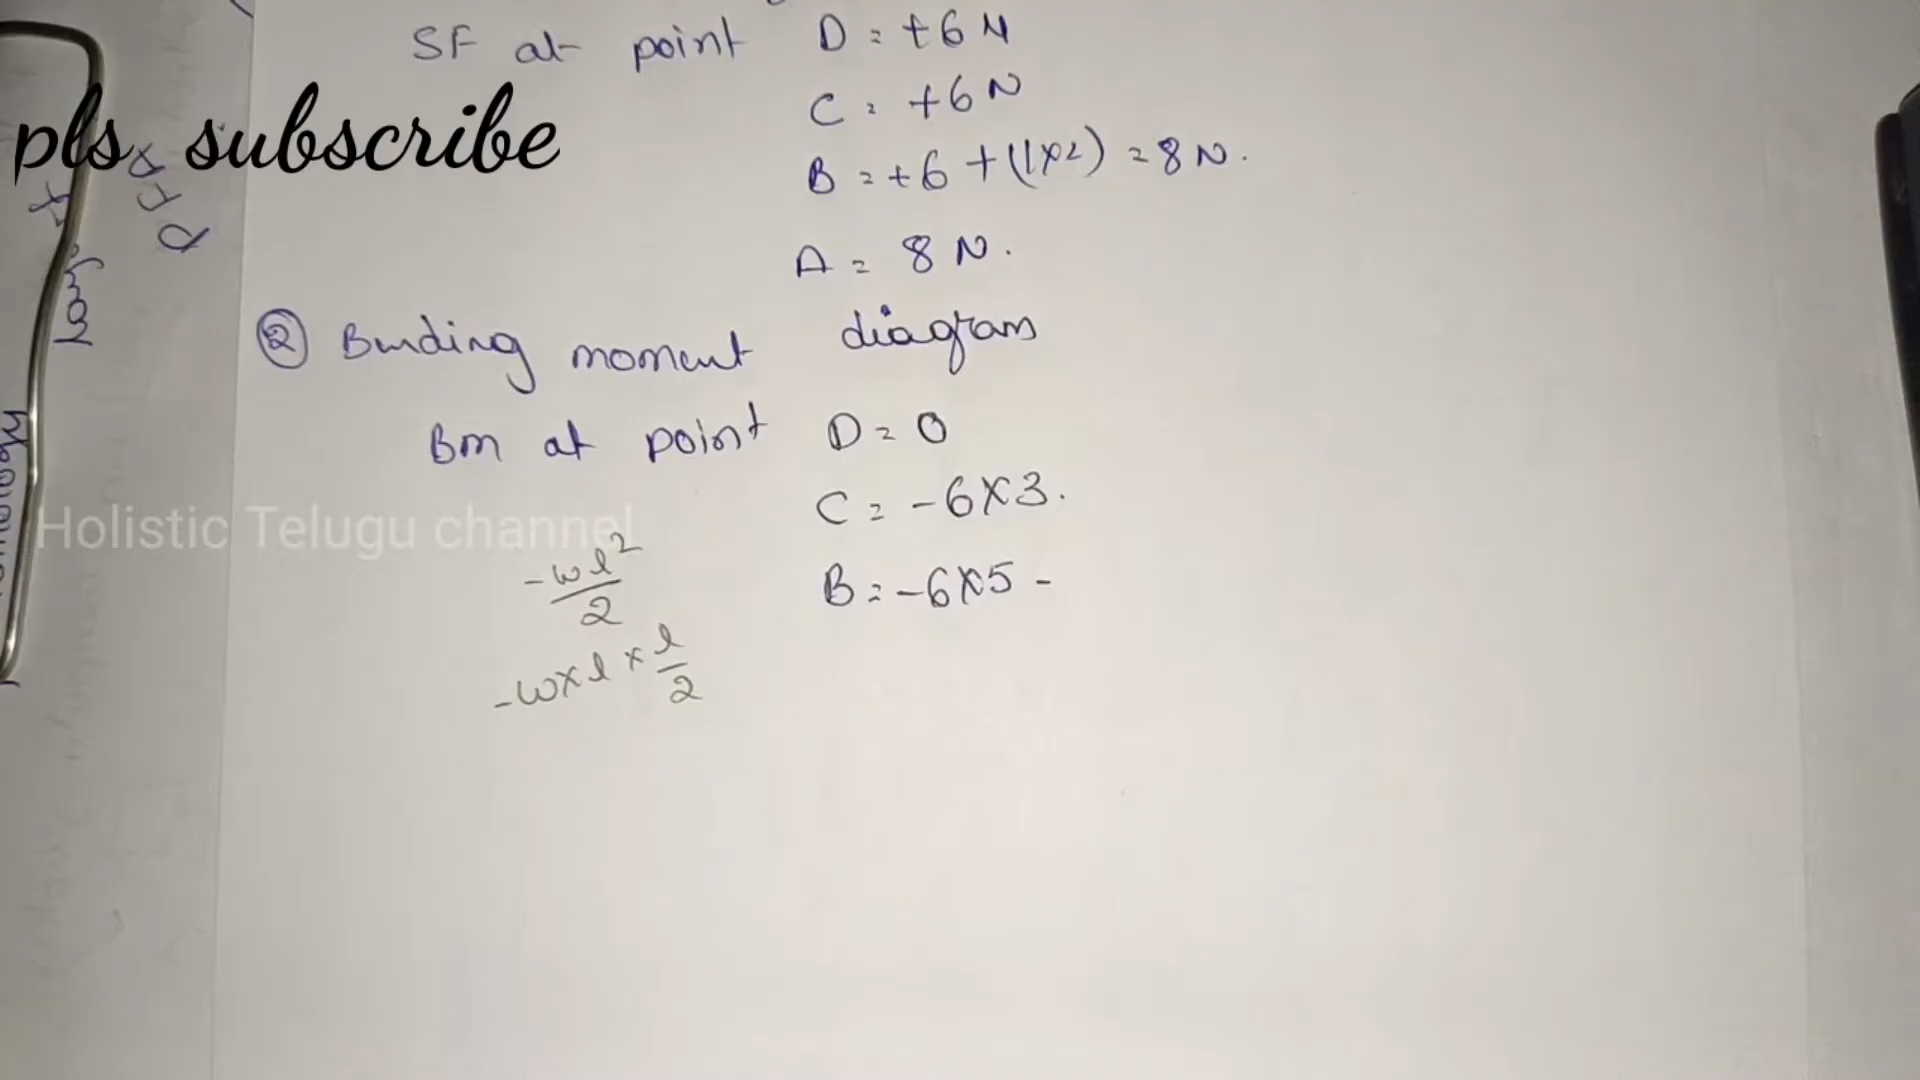 SF at point D = +6 N
C = +6 N
pls subscribe
B = +6 + (1×2) = 8 N.
A = 8 N.
② Bending moment diagram
BM at point D = 0
C = -6×3.
Holistic Telugu channel
B = -6×5 -
-wl²/2
-w×l×l/2